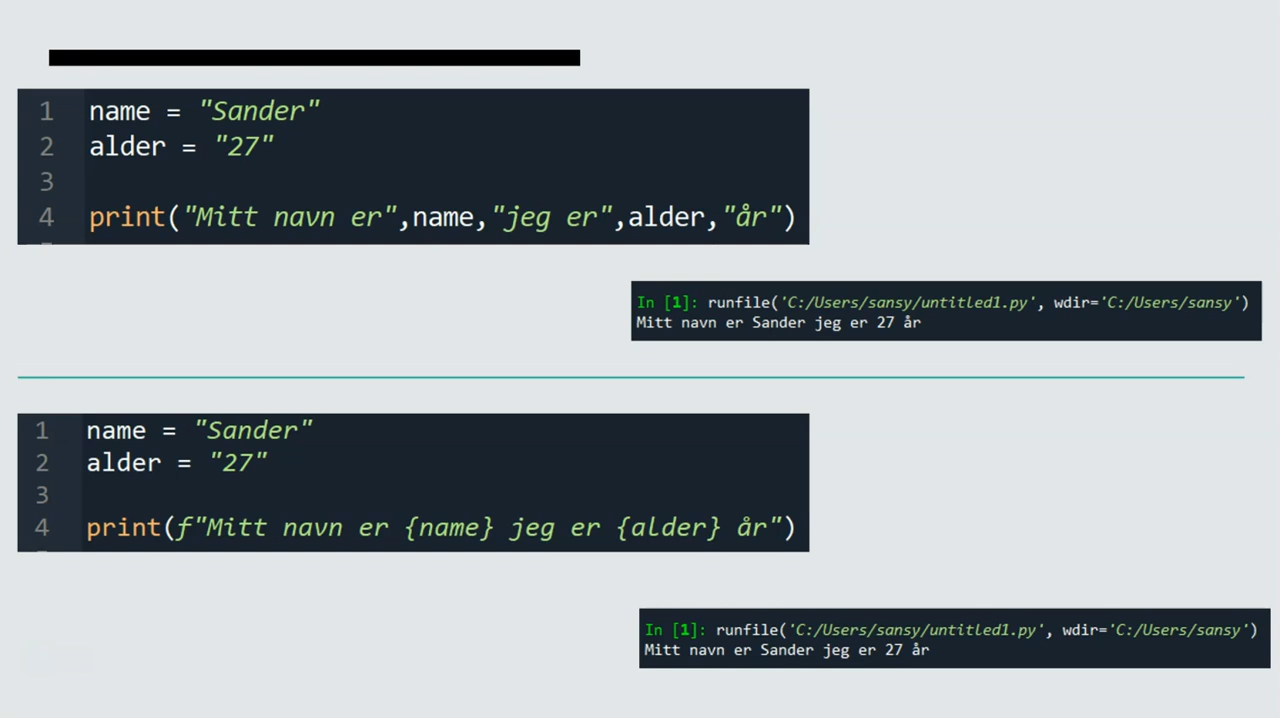 1 name = "Sander"
2 alder = "27"
3
4 print("Mitt navn er",name,"jeg er",alder,"år")
In [1]: runfile('C:/Users/sansy/untitled1.py', wdir='C:/Users/sansy')
Mitt navn er Sander jeg er 27 år
1 name = "Sander"
2 alder = "27"
3
4 print(f"Mitt navn er {name} jeg er {alder} år")
In [1]: runfile('C:/Users/sansy/untitled1.py', wdir='C:/Users/sansy')
Mitt navn er Sander jeg er 27 år